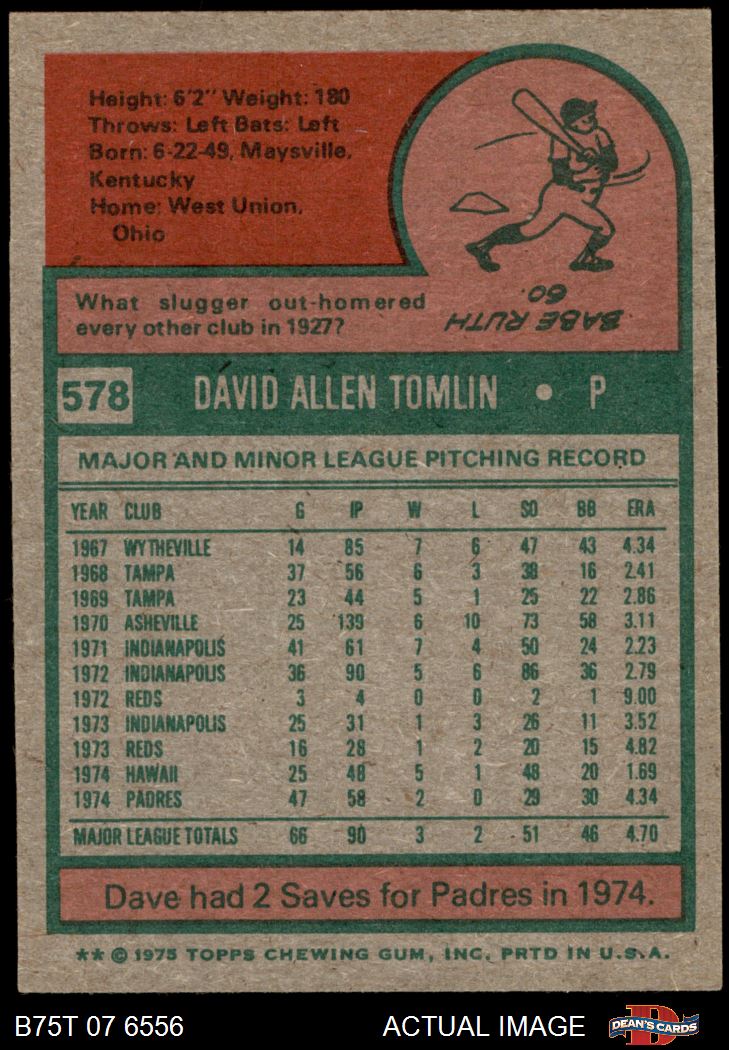 Height: 6'2" Weight: 180
Throws: Left Bats: Left
Born: 6-22-49, Maysville,
Kentucky
Home: West Union,
Ohio
What slugger out-homered
every other club in 1927?
BABE RUTH
60.
578 DAVID ALLEN TOMLIN • P
MAJOR AND MINOR LEAGUE PITCHING RECORD
YEAR CLUB G IP W L SO BB ERA
1967 WYTHEVILLE 14 85 7 6 47 43 4.34
1968 TAMPA 37 56 6 3 38 16 2.41
1969 TAMPA 23 44 5 1 25 22 2.86
1970 ASHEVILLE 25 139 6 10 73 58 3.11
1971 INDIANAPOLIS 41 61 7 4 50 24 2.23
1972 INDIANAPOLIS 36 90 5 6 86 36 2.79
1972 REDS 3 4 0 0 2 1 9.00
1973 INDIANAPOLIS 25 31 1 3 26 11 3.52
1973 REDS 16 28 1 2 20 15 4.82
1974 HAWAII 25 48 5 1 48 20 1.69
1974 PADRES 47 58 2 0 29 30 4.34
MAJOR LEAGUE TOTALS 66 90 3 2 51 46 4.70
Dave had 2 Saves for Padres in 1974.
** © 1975 TOPPS CHEWING GUM, INC. PRTD IN U.S.A.
B75T 07 6556 ACTUAL IMAGE DEAN'S CARDS